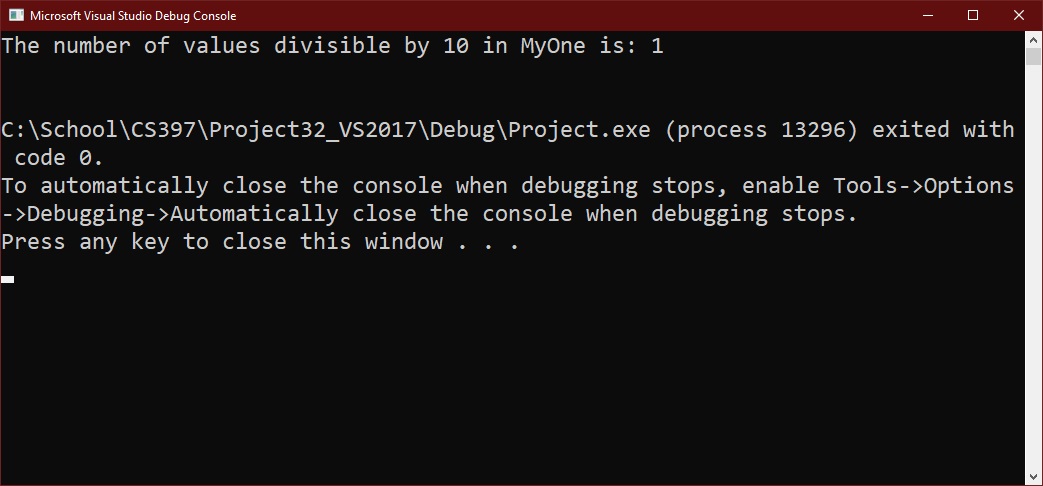 Microsoft Visual Studio Debug Console
The number of values divisible by 10 in MyOne is: 1
C:\School\CS397\Project32_VS2017\Debug\Project.exe (process 13296) exited with
code 0.
To automatically close the console when debugging stops, enable Tools->Options
->Debugging->Automatically close the console when debugging stops.
Press any key to close this window . . .